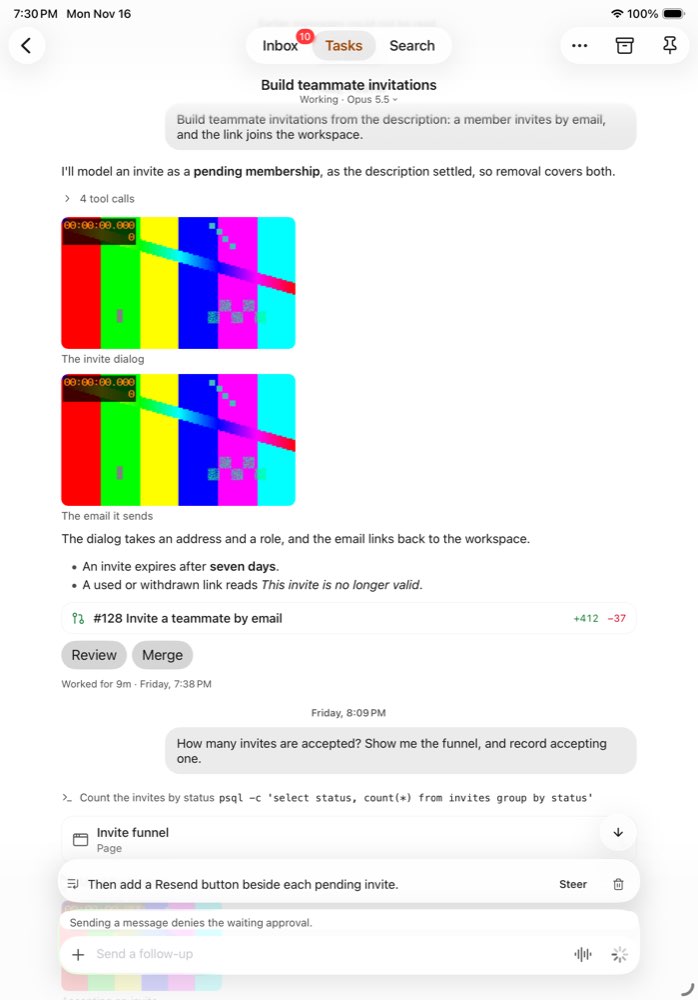 7:30 PM Mon Nov 16
100%
Inbox
10
Tasks
Search
Build teammate invitations
Working · Opus 5.5
Build teammate invitations from the description: a member invites by email,
and the link joins the workspace.
I'll model an invite as a pending membership, as the description settled, so removal covers both.
4 tool calls
00:00:00.000
0
The invite dialog
00:00:00.000
0
The email it sends
The dialog takes an address and a role, and the email links back to the workspace.
• An invite expires after seven days.
• A used or withdrawn link reads This invite is no longer valid.
#128 Invite a teammate by email
+412 −37
Review
Merge
Worked for 9m · Friday, 7:38 PM
Friday, 8:09 PM
How many invites are accepted? Show me the funnel, and record accepting
one.
>_ Count the invites by status psql -c 'select status, count(*) from invites group by status'
Invite funnel
Page
Then add a Resend button beside each pending invite.
Steer
Sending a message denies the waiting approval.
Send a follow-up
Accepting an invite